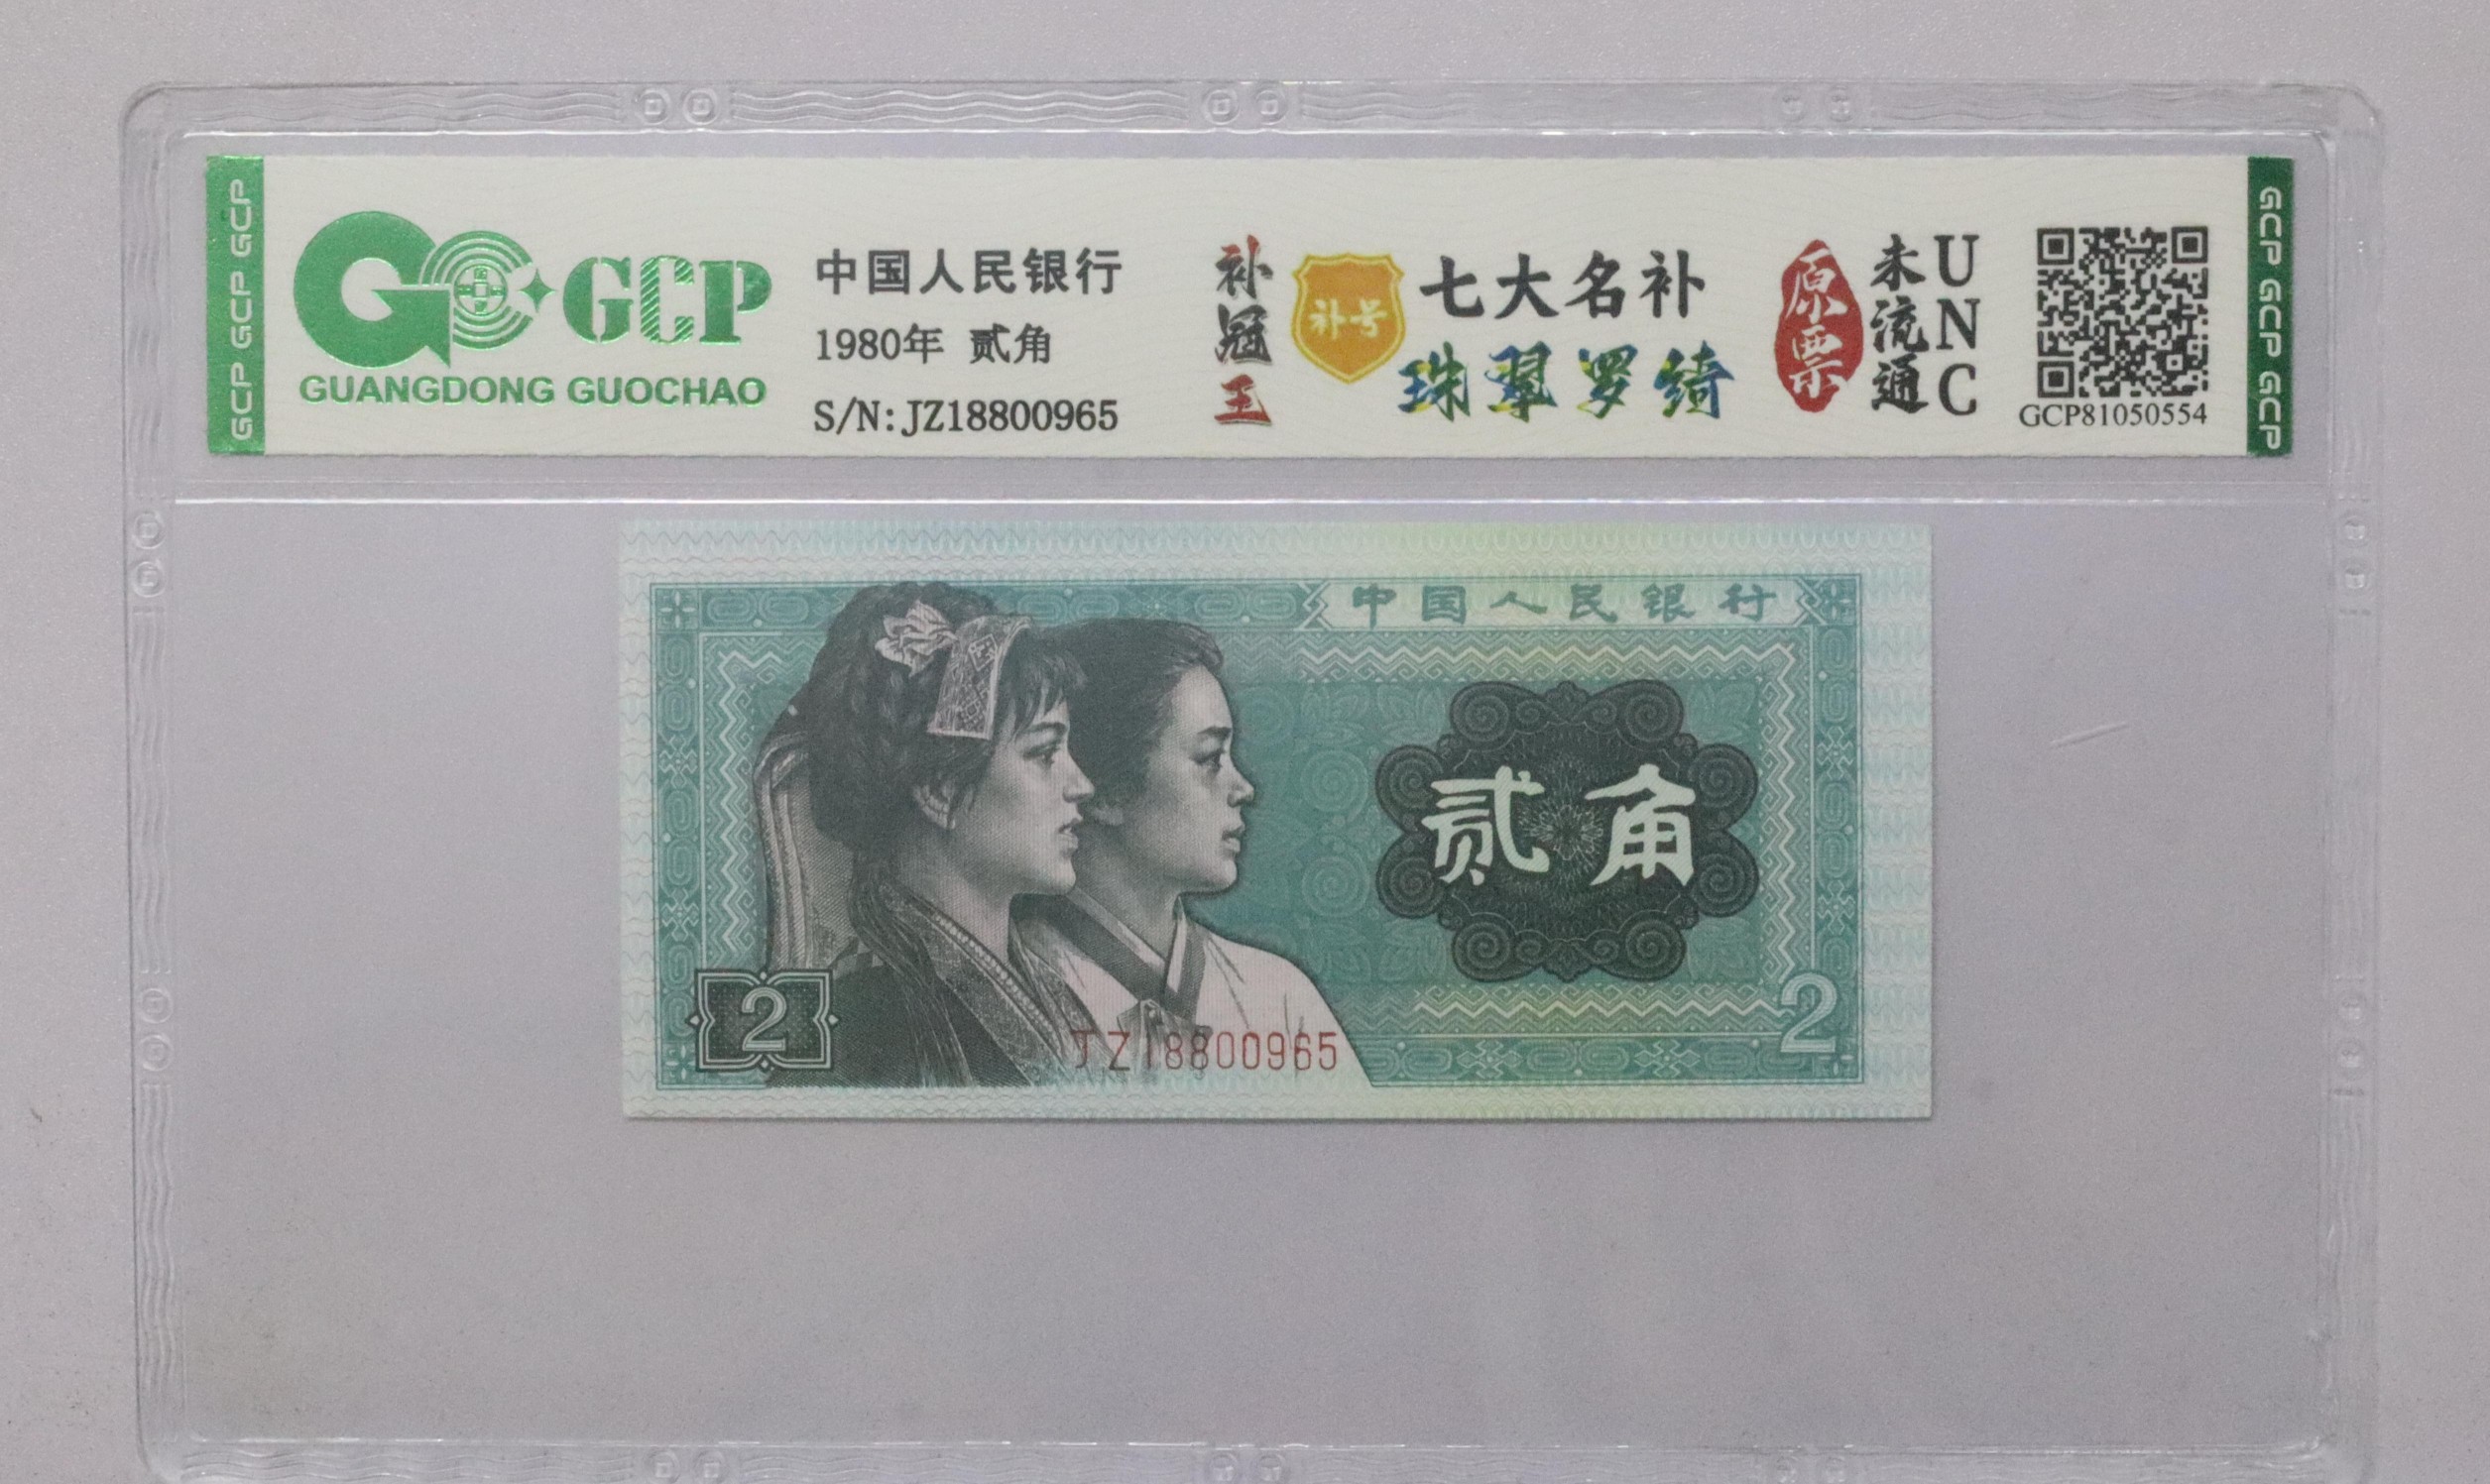 GCP GCP GCP
GCP
GUANGDONG GUOCHAO
中国人民银行
1980年 贰角
S/N:JZ18800965
补冠王
补号
七大名补
珠翠罗绮
原票
未流通
UNC
GCP81050554
GCP GCP GCP
中国人民银行
贰角
2
JZ18800965
2